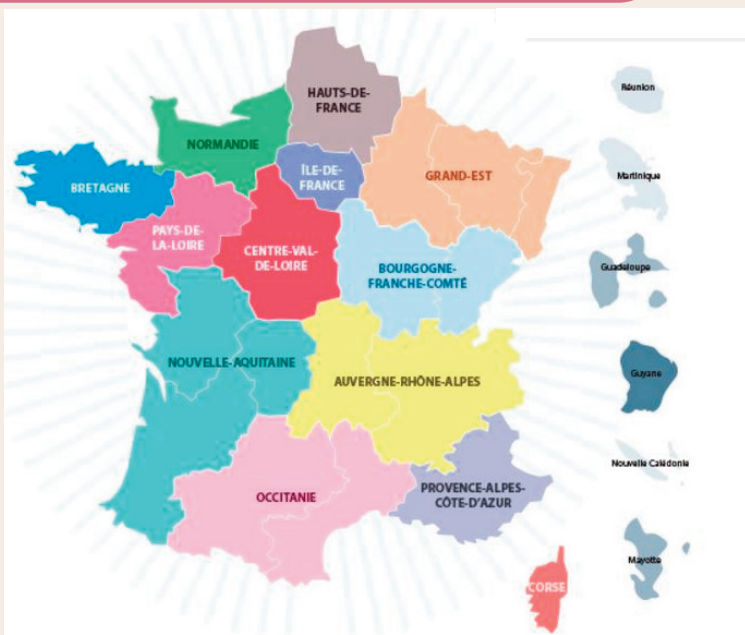 HAUTS-DE-
FRANCE
NORMANDIE
ÎLE-DE-
FRANCE
GRAND-EST
BRETAGNE
PAYS-DE-
LA-LOIRE
CENTRE-VAL-
DE-LOIRE
BOURGOGNE-
FRANCHE-COMTÉ
NOUVELLE-AQUITAINE
AUVERGNE-RHÔNE-ALPES
OCCITANIE
PROVENCE-ALPES-
CÔTE-D'AZUR
CORSE
Réunion
Martinique
Guadeloupe
Guyane
Nouvelle Calédonie
Mayotte